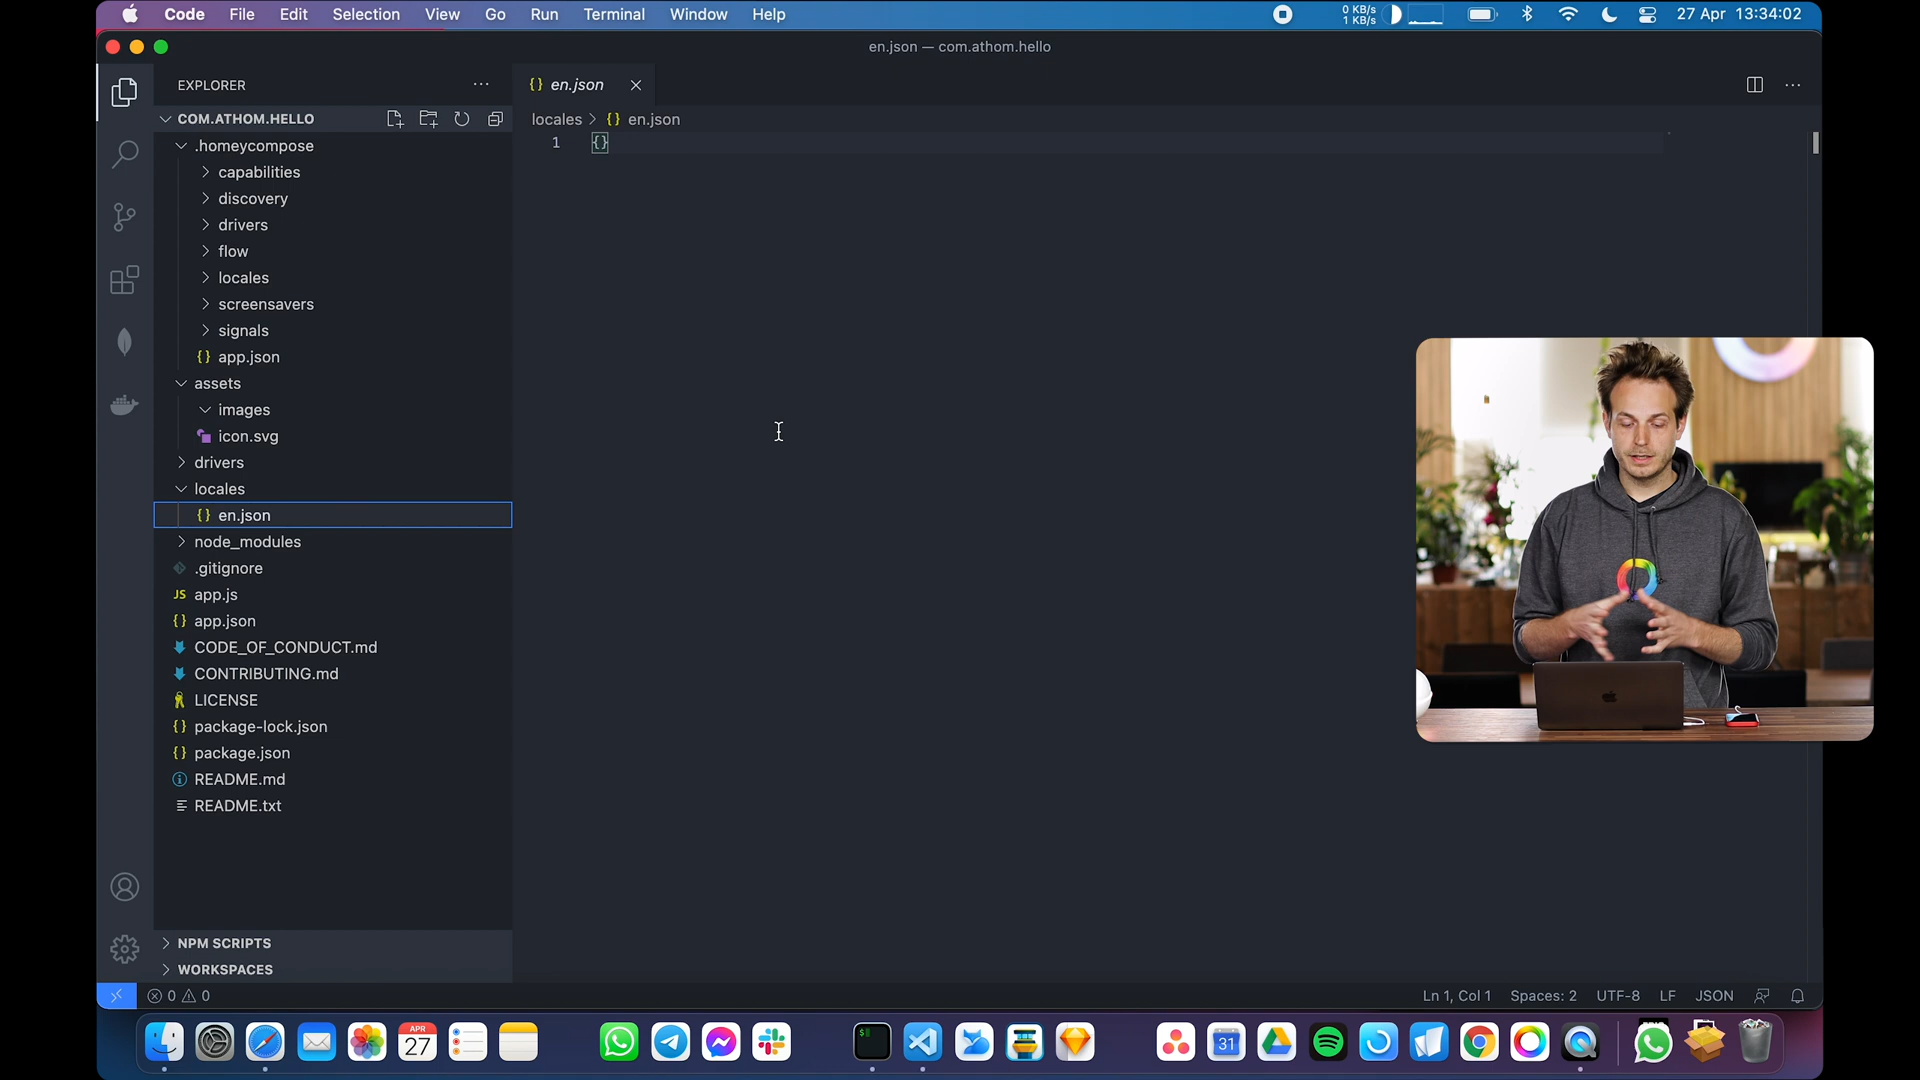 Code File Edit Selection View Go Run Terminal Window Help
0 KB/s
1 KB/s
27 Apr 13:34:02
en.json — com.athom.hello
EXPLORER
en.json
COM.ATHOM.HELLO
locales > {} en.json
1 {}
.homeycompose
capabilities
discovery
drivers
flow
locales
screensavers
signals
{} app.json
assets
images
icon.svg
drivers
locales
{} en.json
node_modules
.gitignore
JS app.js
{} app.json
CODE_OF_CONDUCT.md
CONTRIBUTING.md
LICENSE
{} package-lock.json
{} package.json
README.md
README.txt
NPM SCRIPTS
WORKSPACES
0 0
Ln 1, Col 1 Spaces: 2 UTF-8 LF JSON
APR
27
$
31